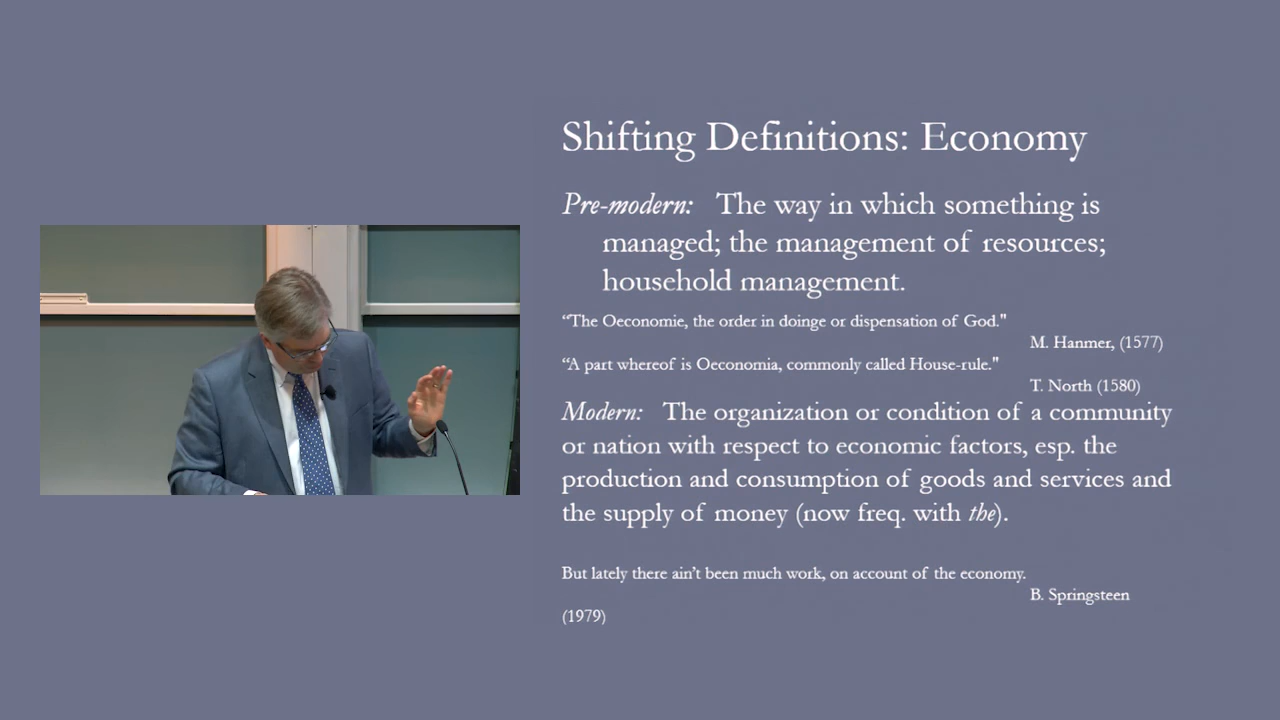 Shifting Definitions: Economy
Pre-modern: The way in which something is
managed; the management of resources;
household management.
“The Oeconomie, the order in doinge or dispensation of God."
M. Hanmer, (1577)
“A part whereof is Oeconomia, commonly called House-rule."
T. North (1580)
Modern: The organization or condition of a community
or nation with respect to economic factors, esp. the
production and consumption of goods and services and
the supply of money (now freq. with the).
But lately there ain’t been much work, on account of the economy.
B. Springsteen
(1979)